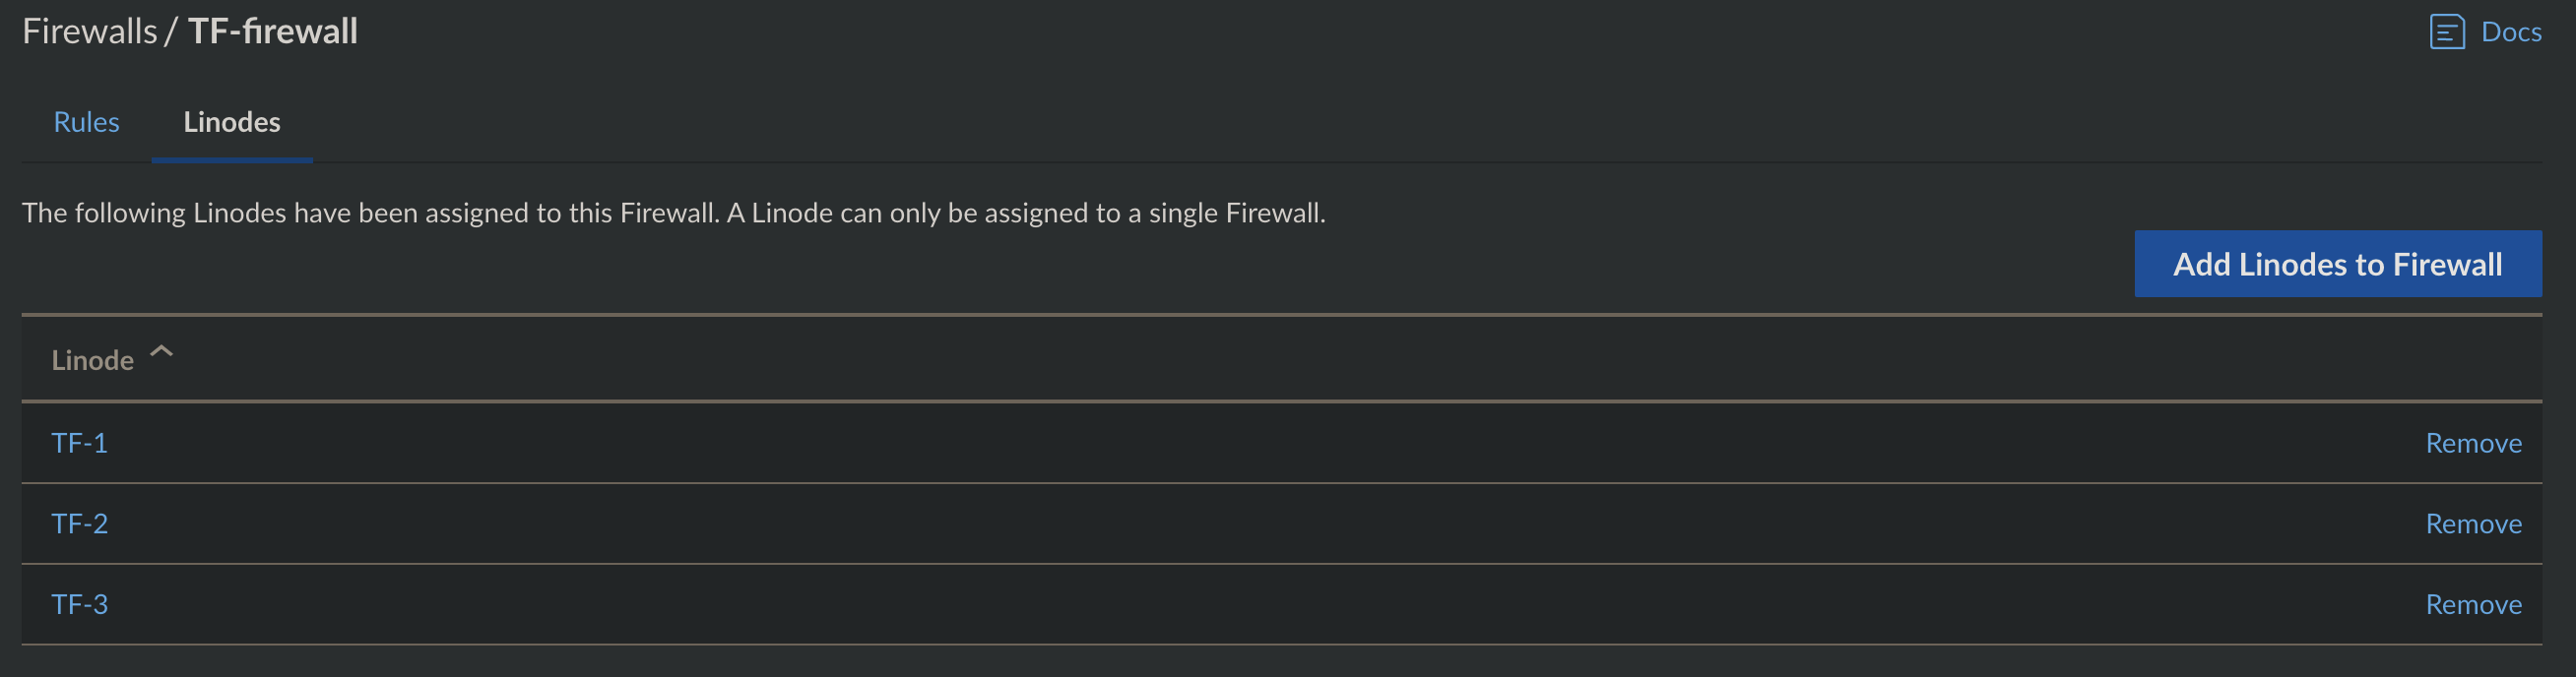 Firewalls / TF-firewall
Docs
Rules
Linodes
The following Linodes have been assigned to this Firewall. A Linode can only be assigned to a single Firewall.
Add Linodes to Firewall
Linode
TF-1
Remove
TF-2
Remove
TF-3
Remove